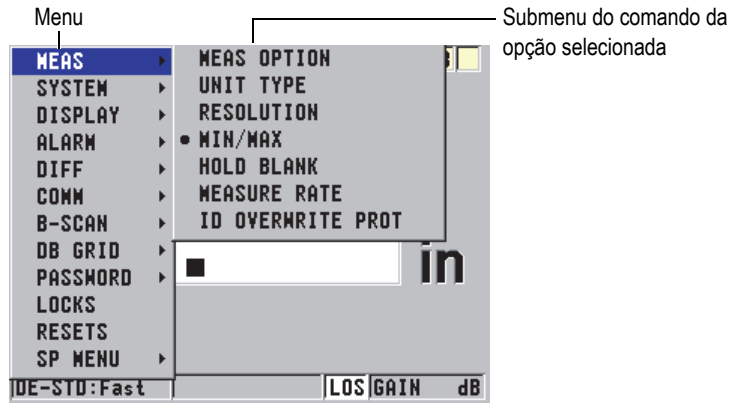 Menu
Submenu do comando da
opção selecionada
MEAS
SYSTEM
DISPLAY
ALARM
DIFF
COMM
B-SCAN
DB GRID
PASSWORD
LOCKS
RESETS
SP MENU
MEAS OPTION
UNIT TYPE
RESOLUTION
MIN/MAX
HOLD BLANK
MEASURE RATE
ID OVERWRITE PROT
in
DE-STD:Fast LOS GAIN dB